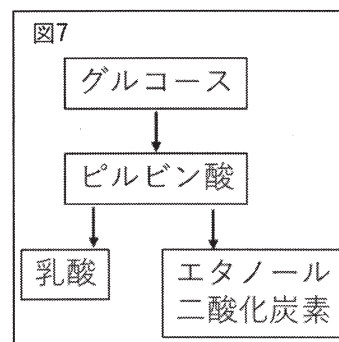 図7
グルコース
ピルビン酸
乳酸
エタノール
二酸化炭素